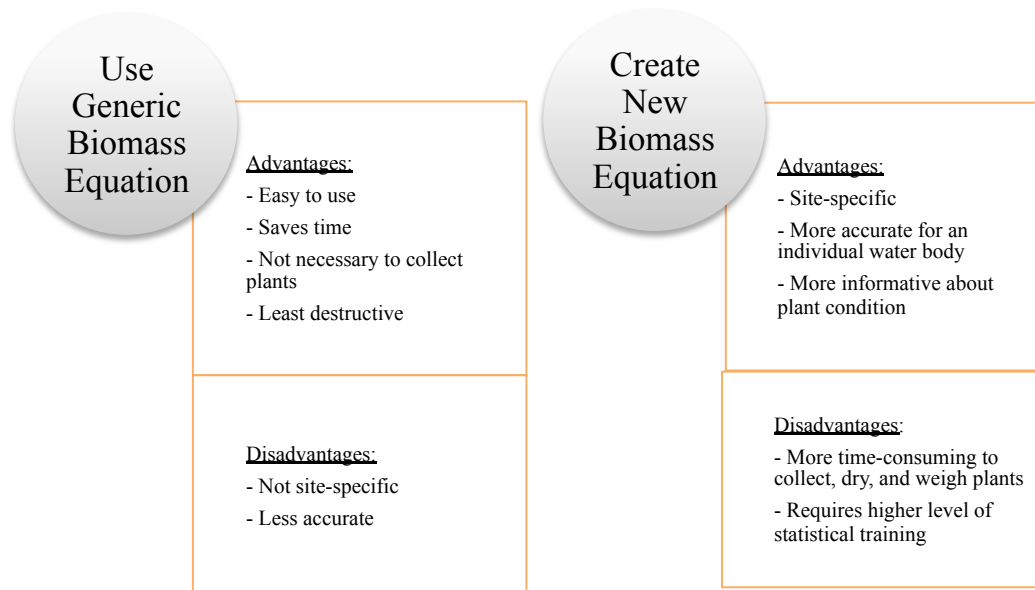 Use
Generic
Biomass
Equation
Advantages:
- Easy to use
- Saves time
- Not necessary to collect
plants
- Least destructive
Disadvantages:
- Not site-specific
- Less accurate
Create
New
Biomass
Equation
Advantages:
- Site-specific
- More accurate for an
individual water body
- More informative about
plant condition
Disadvantages:
- More time-consuming to
collect, dry, and weigh plants
- Requires higher level of
statistical training